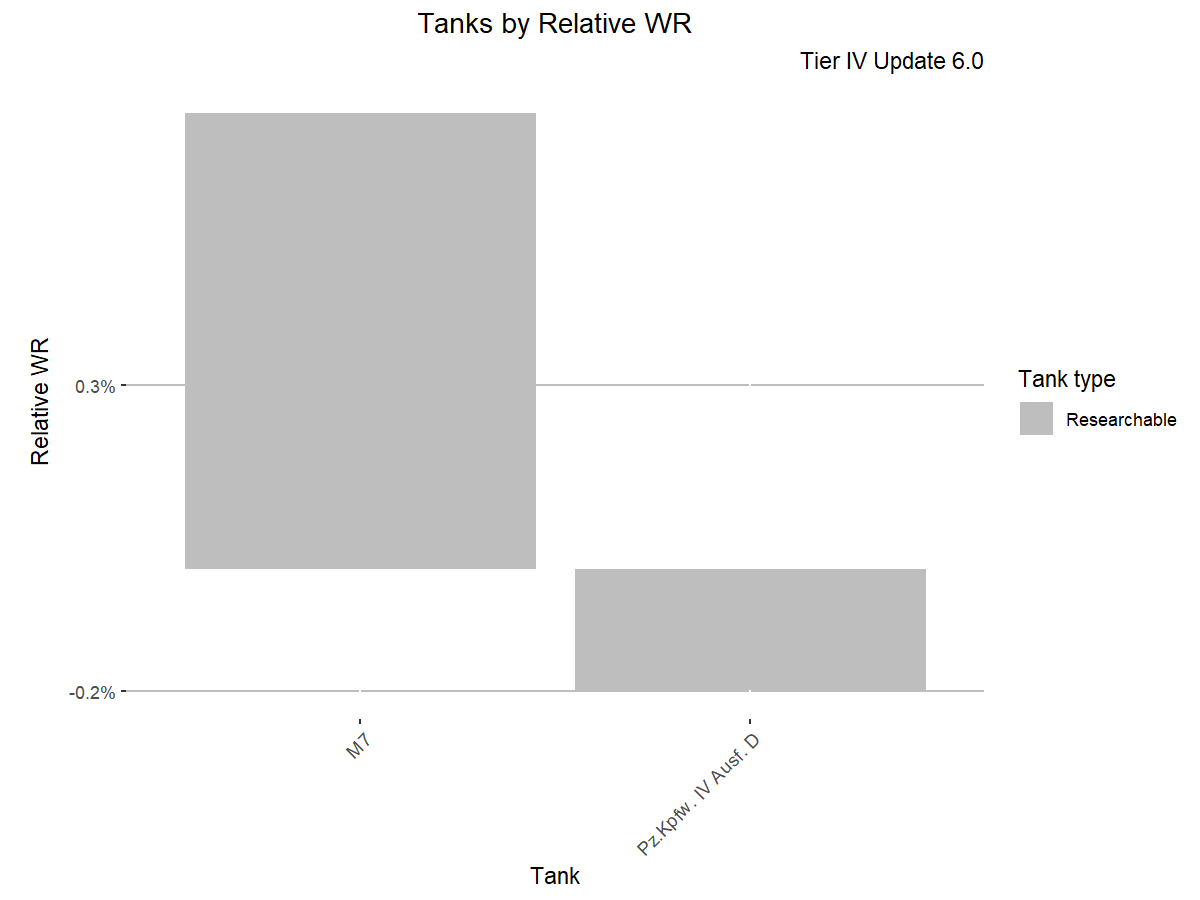 Tanks by Relative WR
Tier IV Update 6.0
Relative WR
0.3%
-0.2%
M7
Pz.Kpfw. IV Ausf. D
Tank
Tank type
Researchable